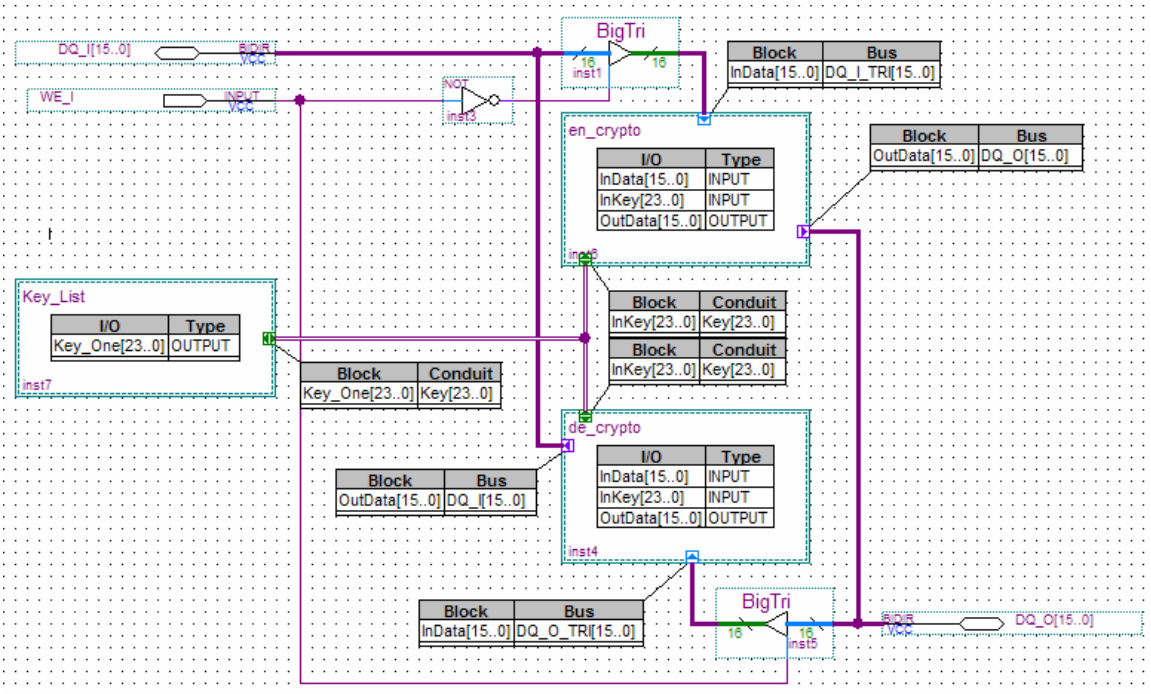 DQ_I[15..0]
BIDIR
VCC
WE_I
INPUT
VCC
NOT
inst3
BigTri
16
16
inst1
Block Bus
InData[15..0] DQ_I_TRI[15..0]
en_crypto
I/O Type
InData[15..0] INPUT
InKey[23..0] INPUT
OutData[15..0] OUTPUT
inst6
Block Bus
OutData[15..0] DQ_O[15..0]
Key_List
I/O Type
Key_One[23..0] OUTPUT
inst7
Block Conduit
Key_One[23..0] Key[23..0]
Block Conduit
InKey[23..0] Key[23..0]
Block Conduit
InKey[23..0] Key[23..0]
de_crypto
I/O Type
InData[15..0] INPUT
InKey[23..0] INPUT
OutData[15..0] OUTPUT
inst4
Block Bus
OutData[15..0] DQ_I[15..0]
Block Bus
InData[15..0] DQ_O_TRI[15..0]
BigTri
16
16
inst5
BIDIR
VCC
DQ_O[15..0]